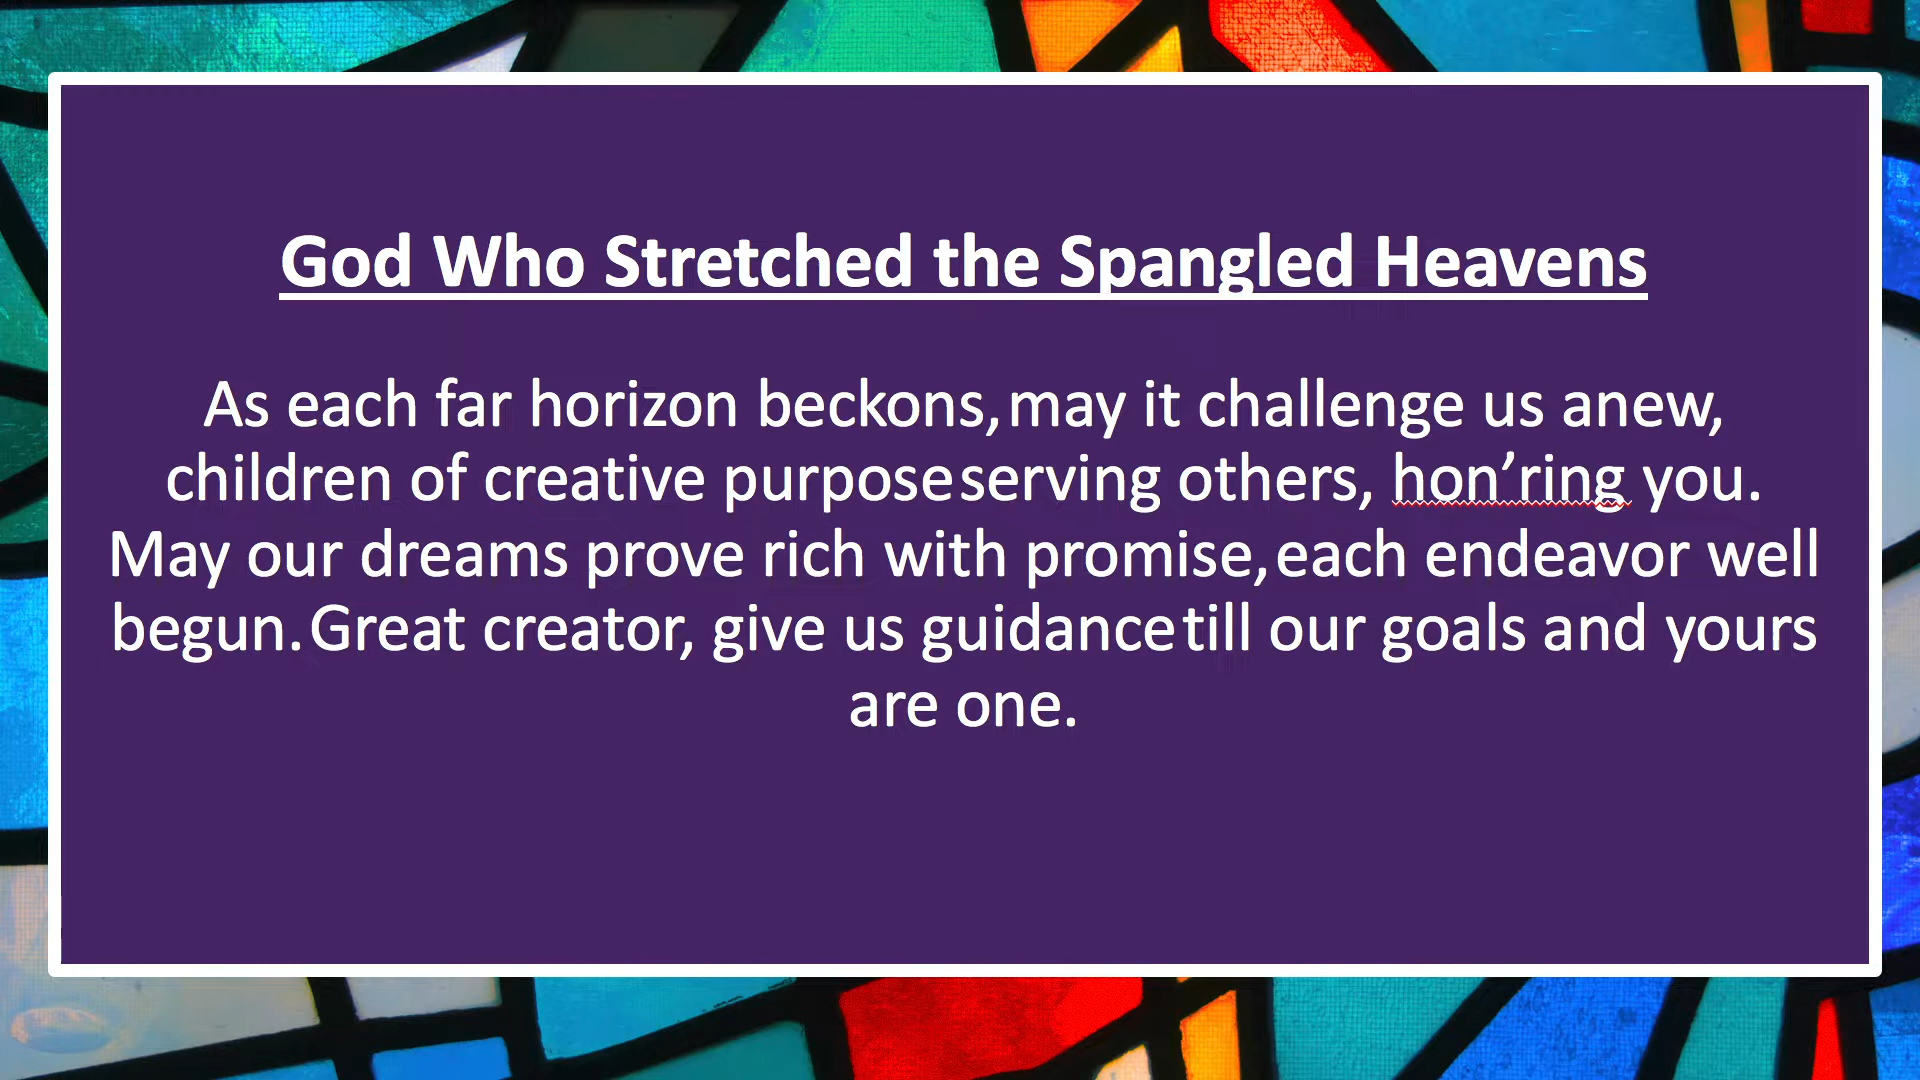 God Who Stretched the Spangled Heavens
As each far horizon beckons, may it challenge us anew,
children of creative purpose serving others, hon’ring you.
May our dreams prove rich with promise, each endeavor well
begun. Great creator, give us guidance till our goals and yours
are one.